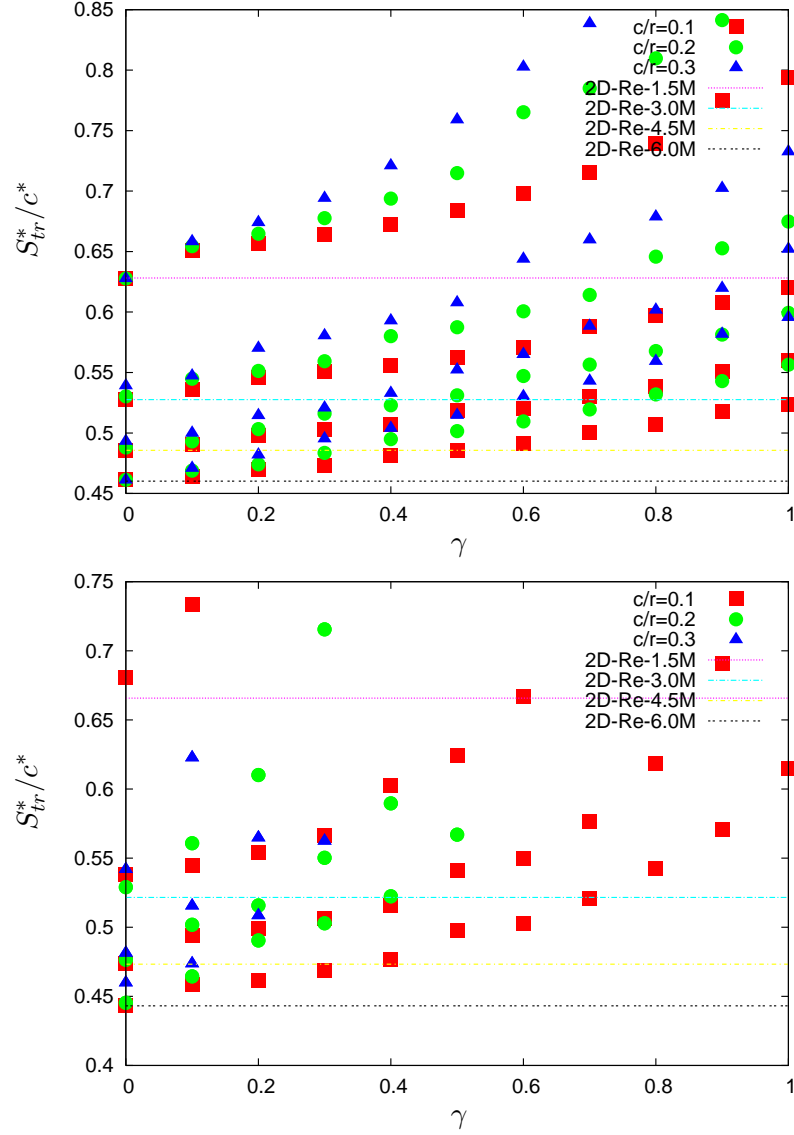 0.85
0.8
0.75
0.7
0.65
0.6
0.55
0.5
0.45
S*tr/c*
0 0.2 0.4 0.6 0.8 1
γ
c/r=0.1
c/r=0.2
c/r=0.3
2D-Re-1.5M
2D-Re-3.0M
2D-Re-4.5M
2D-Re-6.0M
0.75
0.7
0.65
0.6
0.55
0.5
0.45
0.4
S*tr/c*
0 0.2 0.4 0.6 0.8 1
γ
c/r=0.1
c/r=0.2
c/r=0.3
2D-Re-1.5M
2D-Re-3.0M
2D-Re-4.5M
2D-Re-6.0M